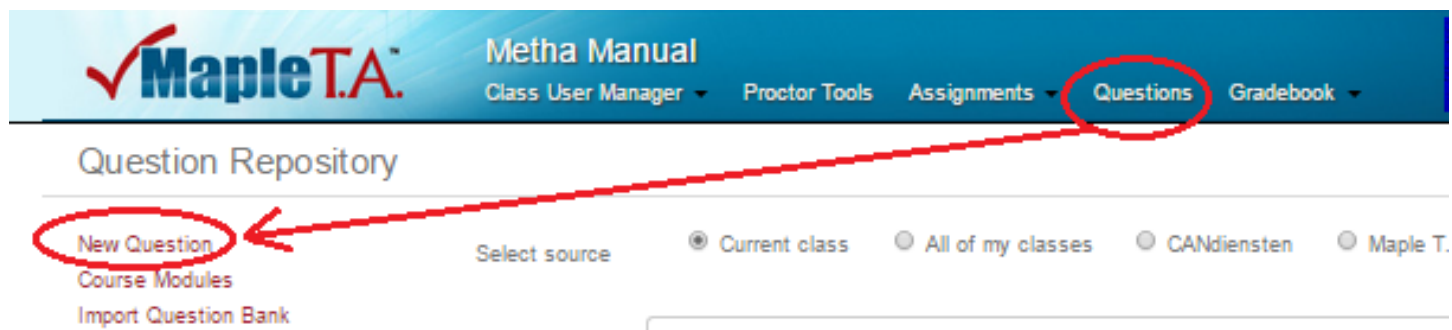 MapleT.A.™
Metha Manual
Class User Manager Proctor Tools Assignments Questions Gradebook
Question Repository
New Question
Select source Current class All of my classes CANdiensten Maple T.
Course Modules
Import Question Bank